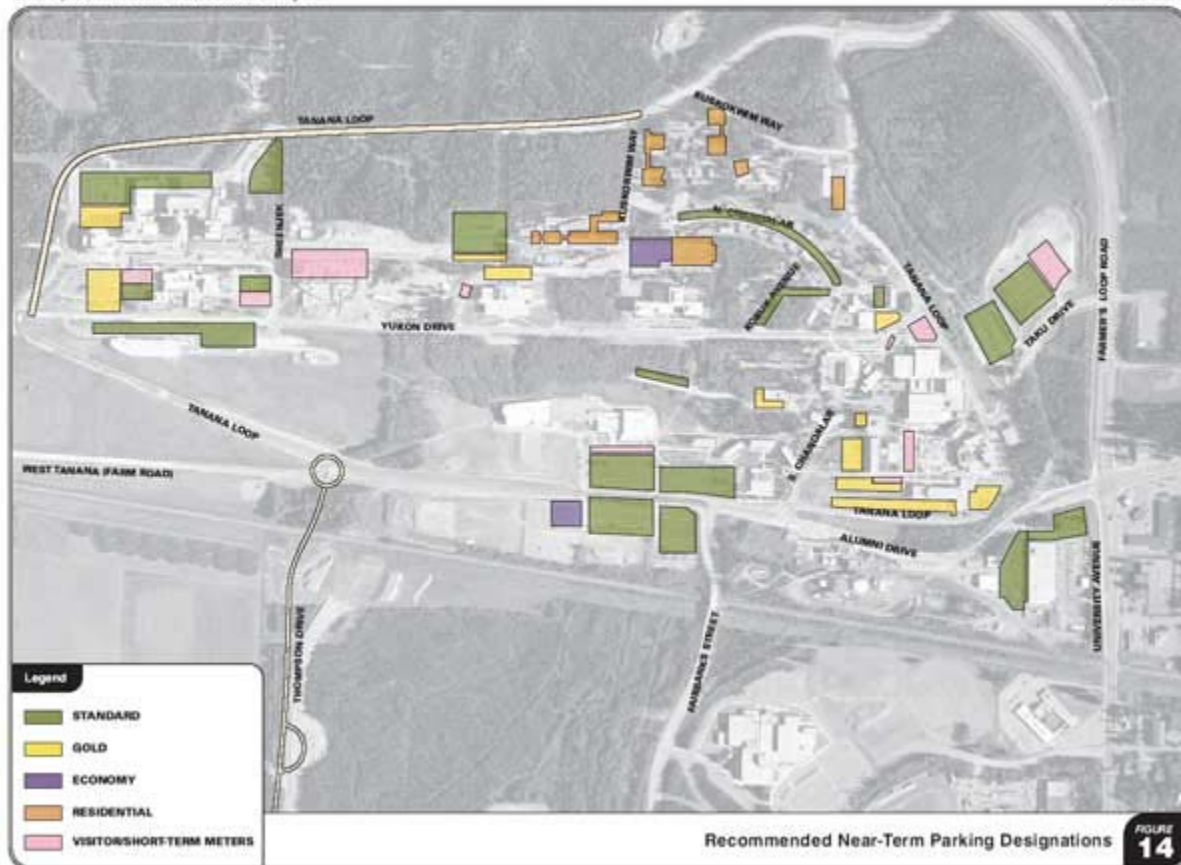 TANANA LOOP
KUSKOKWIM WAY
KUSKOKWIM WAY
SHEENJEK
N. CHANDALAR
KOYUKUK AVENUE
TANANA LOOP
TAKU DRIVE
FARMER'S LOOP ROAD
YUKON DRIVE
TANANA LOOP
S. CHANDALAR
WEST TANANA (FARM ROAD)
TANANA LOOP
ALUMNI DRIVE
THOMPSON DRIVE
FAIRBANKS STREET
UNIVERSITY AVENUE
Legend
STANDARD
GOLD
ECONOMY
RESIDENTIAL
VISITOR/SHORT-TERM METERS
Recommended Near-Term Parking Designations
FIGURE
14